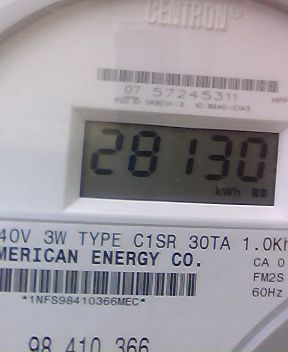 CENTRON®
07 57245311
28130
kWh
40V 3W TYPE C1SR 30TA 1.0Kh
MERICAN ENERGY CO.
CA 0
FM2S
60Hz
*1NFS98410366MEC*
98 410 366